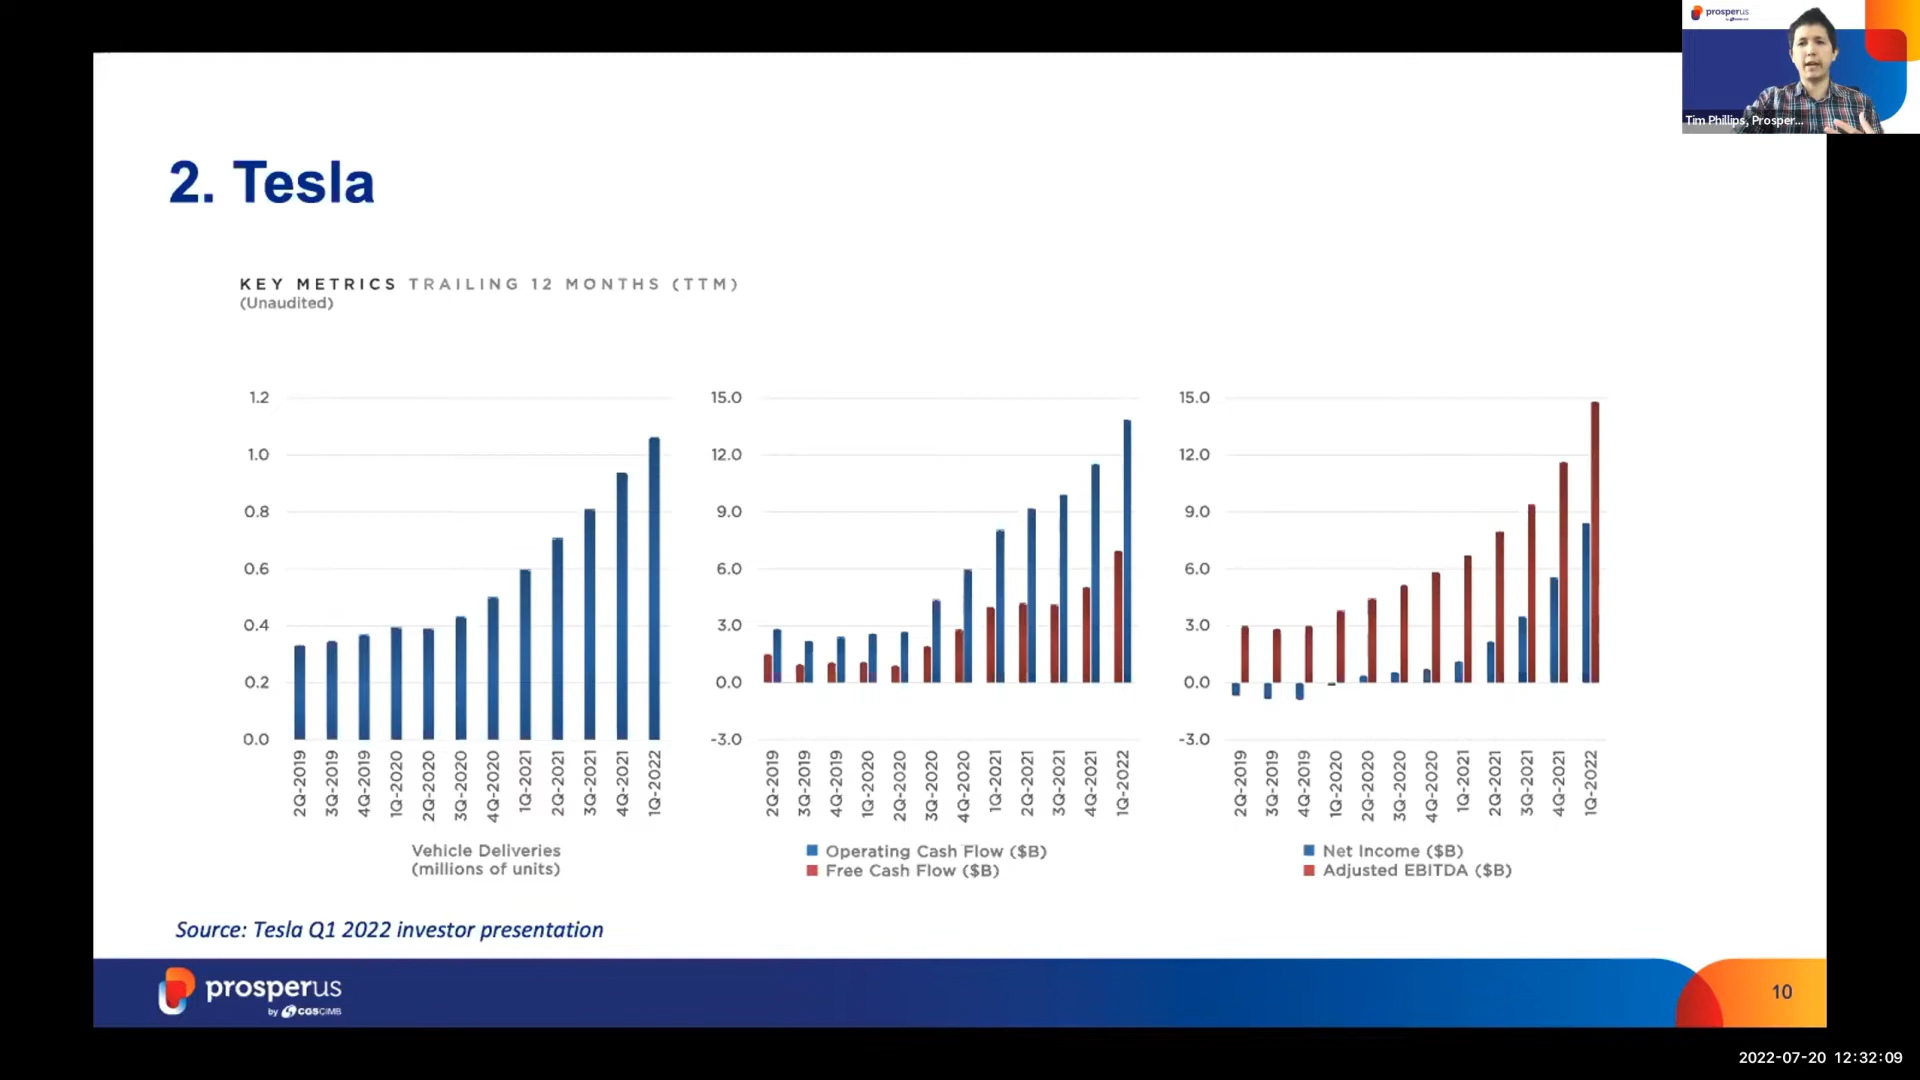 prosperus
Tim Phillips, Prosper...
2. Tesla
KEY METRICS TRAILING 12 MONTHS (TTM)
(Unaudited)
1.2
1.0
0.8
0.6
0.4
0.2
0.0
2Q-2019
3Q-2019
4Q-2019
1Q-2020
2Q-2020
3Q-2020
4Q-2020
1Q-2021
2Q-2021
3Q-2021
4Q-2021
1Q-2022
Vehicle Deliveries
(millions of units)
15.0
12.0
9.0
6.0
3.0
0.0
-3.0
2Q-2019
3Q-2019
4Q-2019
1Q-2020
2Q-2020
3Q-2020
4Q-2020
1Q-2021
2Q-2021
3Q-2021
4Q-2021
1Q-2022
Operating Cash Flow ($B)
Free Cash Flow ($B)
15.0
12.0
9.0
6.0
3.0
0.0
-3.0
2Q-2019
3Q-2019
4Q-2019
1Q-2020
2Q-2020
3Q-2020
4Q-2020
1Q-2021
2Q-2021
3Q-2021
4Q-2021
1Q-2022
Net Income ($B)
Adjusted EBITDA ($B)
Source: Tesla Q1 2022 investor presentation
prosperus
by CGS CIMB
10
2022-07-20 12:32:09